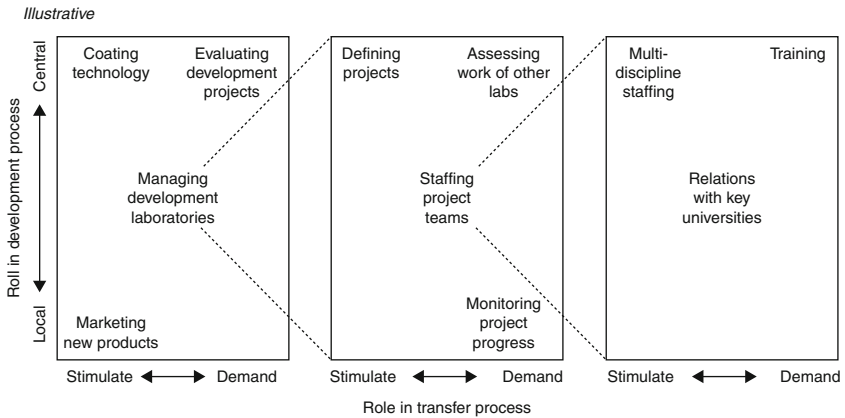 Illustrative
Roll in development process
Central
Local
Coating
technology
Evaluating
development
projects
Managing
development
laboratories
Marketing
new products
Stimulate
Demand
Defining
projects
Assessing
work of other
labs
Staffing
project
teams
Monitoring
project
progress
Stimulate
Demand
Multi-
discipline
staffing
Training
Relations
with key
universities
Stimulate
Demand
Role in transfer process